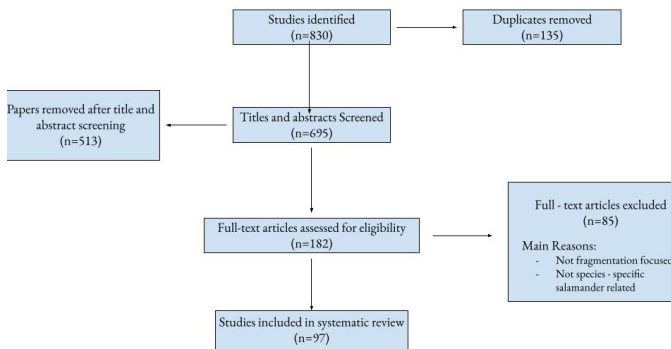 Studies identified
(n=830)
Duplicates removed
(n=135)
Papers removed after title and
abstract screening
(n=513)
Titles and abstracts Screened
(n=695)
Full-text articles assessed for eligibility
(n=182)
Full - text articles excluded
(n=85)
Main Reasons:
- Not fragmentation focused
- Not species - specific
salamander related
Studies included in systematic review
(n=97)